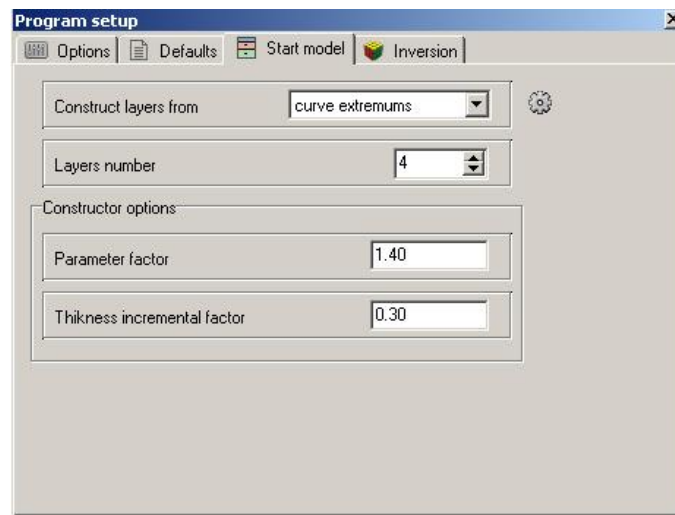 Program setup
Options Defaults Start model Inversion
Construct layers from curve extremums
Layers number 4
Constructor options
Parameter factor 1.40
Thikness incremental factor 0.30